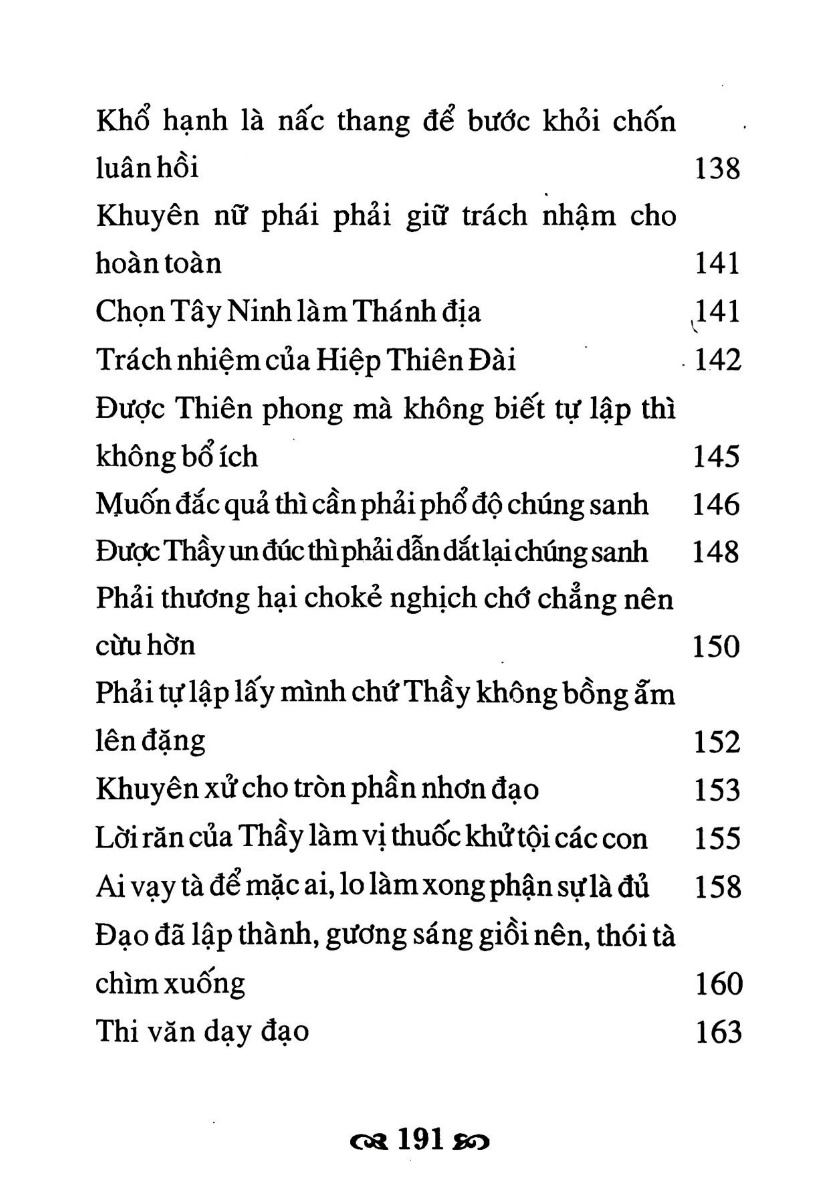 Khổ hạnh là nấc thang để bước khỏi chốn
luân hồi 138
Khuyên nữ phái phải giữ trách nhậm cho
hoàn toàn 141
Chọn Tây Ninh làm Thánh địa 141
Trách nhiệm của Hiệp Thiên Đài 142
Được Thiên phong mà không biết tự lập thì
không bổ ích 145
Muốn đắc quả thì cần phải phổ độ chúng sanh 146
Được Thầy un đúc thì phải dẫn dắt lại chúng sanh 148
Phải thương hại chokẻ nghịch chớ chẳng nên
cừu hờn 150
Phải tự lập lấy mình chứ Thầy không bồng ẵm
lên đặng 152
Khuyên xử cho tròn phần nhơn đạo 153
Lời răn của Thầy làm vị thuốc khử tội các con 155
Ai vạy tà để mặc ai, lo làm xong phận sự là đủ 158
Đạo đã lập thành, gương sáng giồi nên, thói tà
chìm xuống 160
Thi văn dạy đạo 163
191